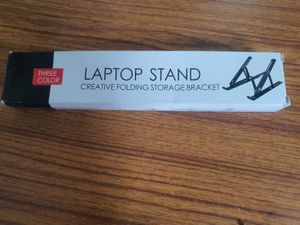 THREE
COLOR
LAPTOP STAND
CREATIVE FOLDING STORAGE BRACKET